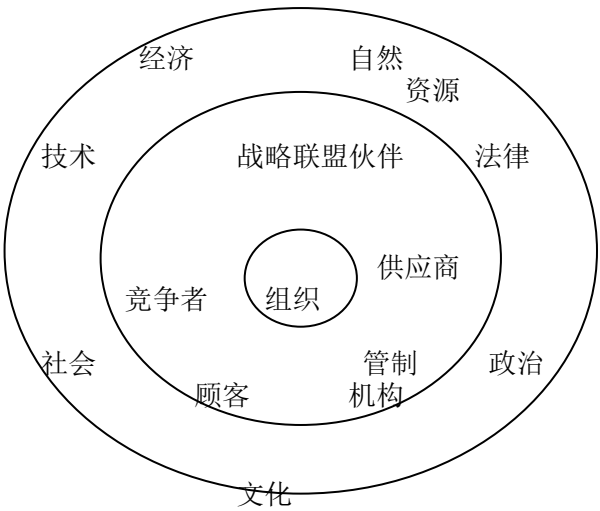 经济
自然
资源
技术
战略联盟伙伴
法律
供应商
竞争者
组织
社会
管制
机构
政治
顾客
文化